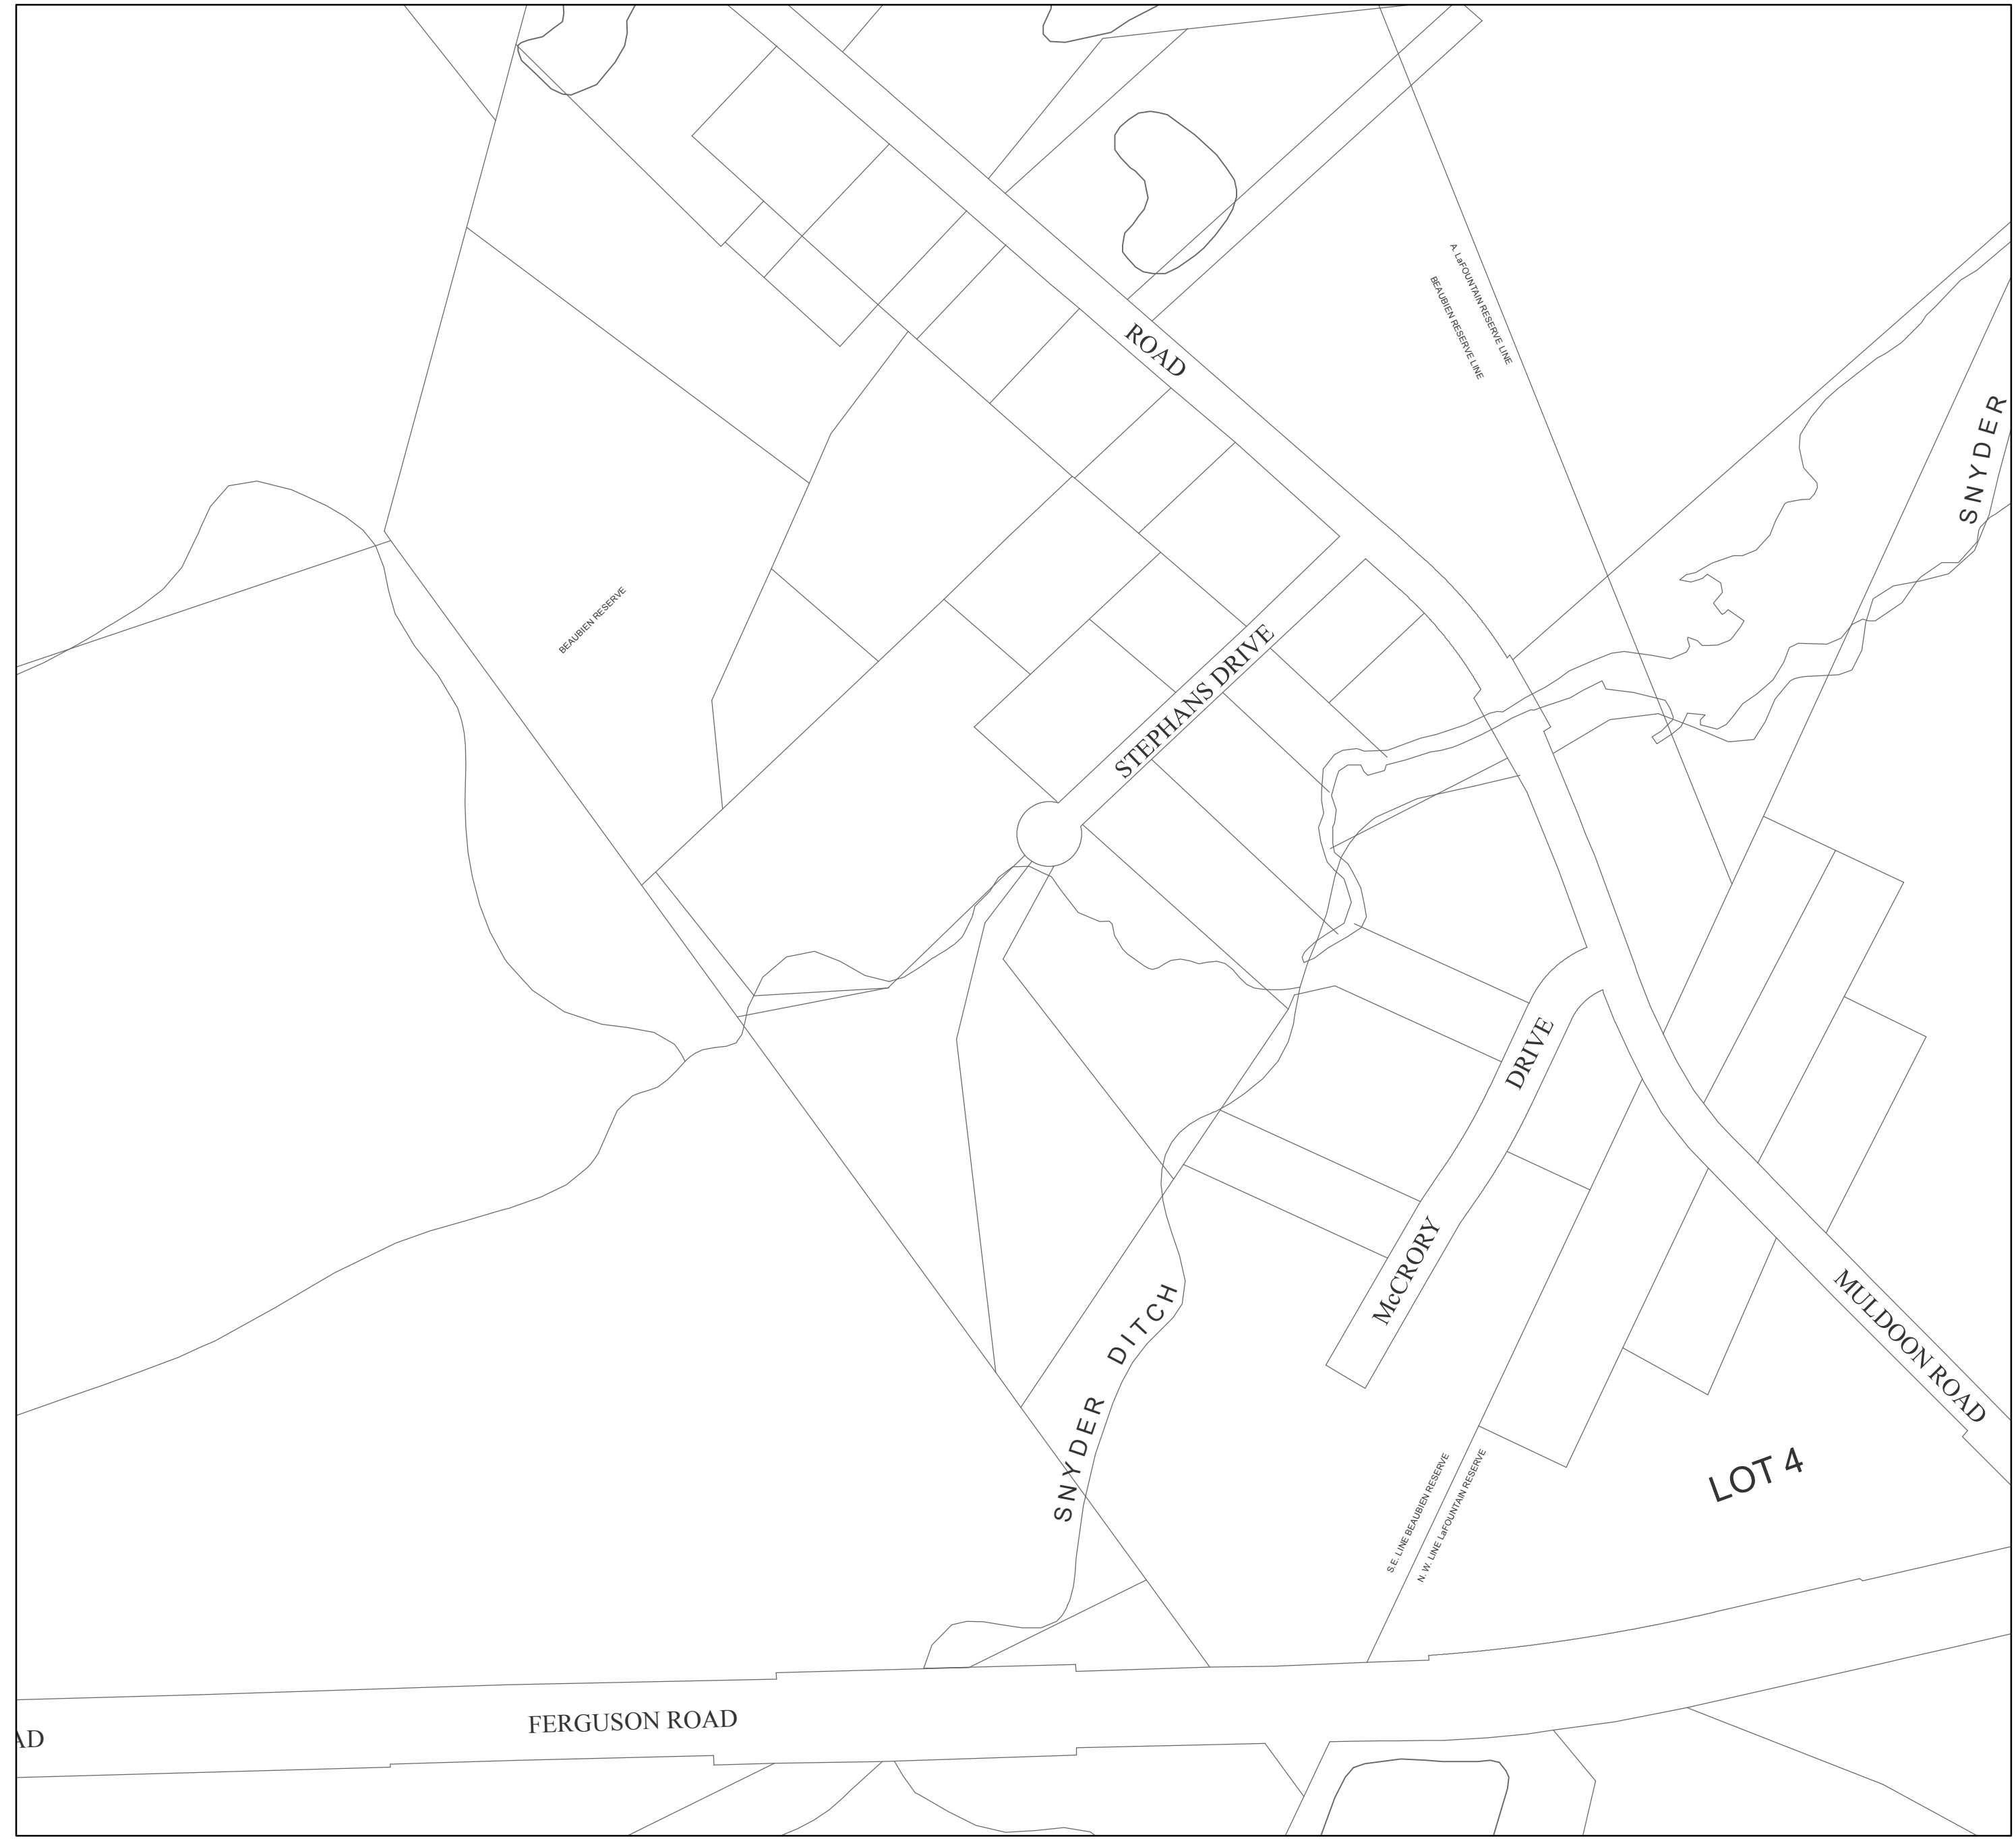 ROAD
A. LaFOUNTAIN RESERVE LINE
BEAUBIEN RESERVE LINE
SNYDER
BEAUBIEN RESERVE
STEPHANS DRIVE
DRIVE
McCRORY
MULDOON ROAD
DITCH
SNYDER
LOT 4
S.E. LINE BEAUBIEN RESERVE
N. W. LINE LaFOUNTAIN RESERVE
FERGUSON ROAD
AD